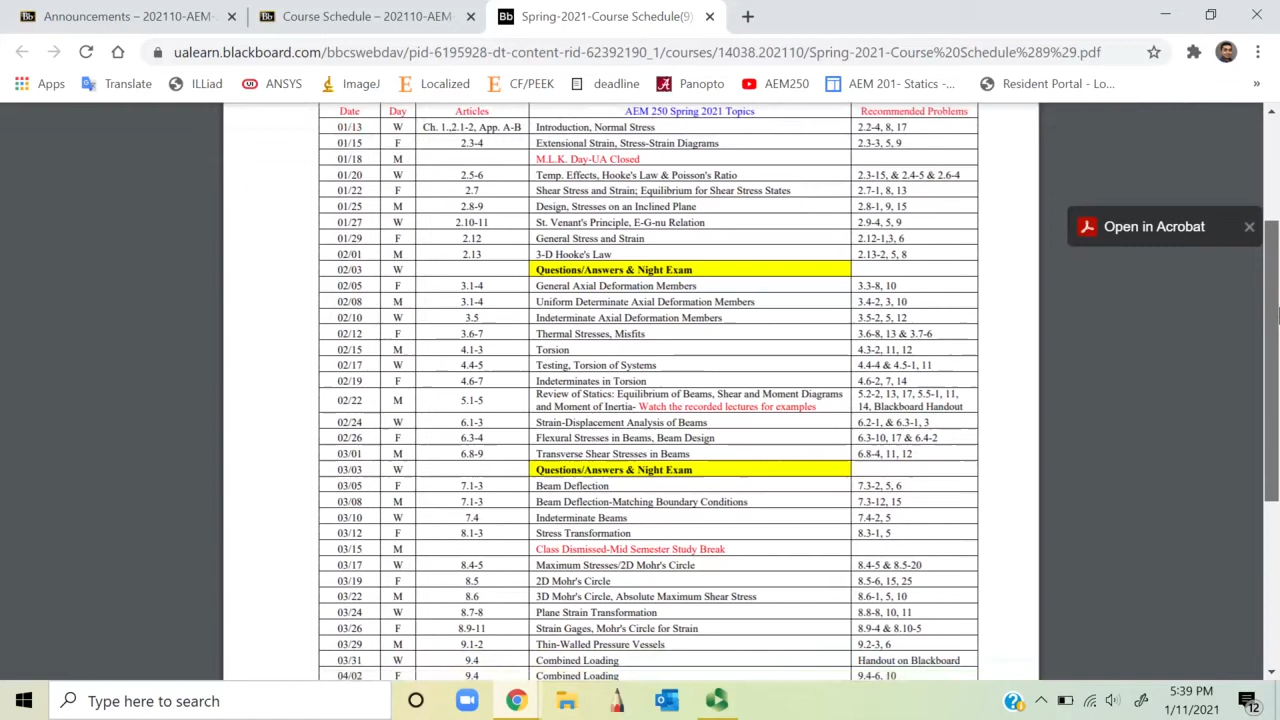 Announcements – 202110-AEM-
Course Schedule – 202110-AEM-
Spring-2021-Course Schedule(9)
ualearn.blackboard.com/bbcswebdav/pid-6195928-dt-content-rid-62392190_1/courses/14038.202110/Spring-2021-Course%20Schedule%289%29.pdf
Apps Translate ILLiad ANSYS ImageJ Localized CF/PEEK deadline Panopto AEM250 AEM 201- Statics -... Resident Portal - Lo... »
Date Day Articles AEM 250 Spring 2021 Topics Recommended Problems
01/13 W Ch. 1.,2.1-2, App. A-B Introduction, Normal Stress 2.2-4, 8, 17
01/15 F 2.3-4 Extensional Strain, Stress-Strain Diagrams 2.3-3, 5, 9
01/18 M M.L.K. Day-UA Closed
01/20 W 2.5-6 Temp. Effects, Hooke's Law & Poisson's Ratio 2.3-15, & 2.4-5 & 2.6-4
01/22 F 2.7 Shear Stress and Strain; Equilibrium for Shear Stress States 2.7-1, 8, 13
01/25 M 2.8-9 Design, Stresses on an Inclined Plane 2.8-1, 9, 15
01/27 W 2.10-11 St. Venant's Principle, E-G-nu Relation 2.9-4, 5, 9
01/29 F 2.12 General Stress and Strain 2.12-1,3, 6
02/01 M 2.13 3-D Hooke's Law 2.13-2, 5, 8
02/03 W Questions/Answers & Night Exam
02/05 F 3.1-4 General Axial Deformation Members 3.3-8, 10
02/08 M 3.1-4 Uniform Determinate Axial Deformation Members 3.4-2, 3, 10
02/10 W 3.5 Indeterminate Axial Deformation Members 3.5-2, 5, 12
02/12 F 3.6-7 Thermal Stresses, Misfits 3.6-8, 13 & 3.7-6
02/15 M 4.1-3 Torsion 4.3-2, 11, 12
02/17 W 4.4-5 Testing, Torsion of Systems 4.4-4 & 4.5-1, 11
02/19 F 4.6-7 Indeterminates in Torsion 4.6-2, 7, 14
02/22 M 5.1-5 Review of Statics: Equilibrium of Beams, Shear and Moment Diagrams 5.2-2, 13, 17, 5.5-1, 11,
and Moment of Inertia- Watch the recorded lectures for examples 14, Blackboard Handout
02/24 W 6.1-3 Strain-Displacement Analysis of Beams 6.2-1, & 6.3-1, 3
02/26 F 6.3-4 Flexural Stresses in Beams, Beam Design 6.3-10, 17 & 6.4-2
03/01 M 6.8-9 Transverse Shear Stresses in Beams 6.8-4, 11, 12
03/03 W Questions/Answers & Night Exam
03/05 F 7.1-3 Beam Deflection 7.3-2, 5, 6
03/08 M 7.1-3 Beam Deflection-Matching Boundary Conditions 7.3-12, 15
03/10 W 7.4 Indeterminate Beams 7.4-2, 5
03/12 F 8.1-3 Stress Transformation 8.3-1, 5
03/15 M Class Dismissed-Mid Semester Study Break
03/17 W 8.4-5 Maximum Stresses/2D Mohr's Circle 8.4-5 & 8.5-20
03/19 F 8.5 2D Mohr's Circle 8.5-6, 15, 25
03/22 M 8.6 3D Mohr's Circle, Absolute Maximum Shear Stress 8.6-1, 5, 10
03/24 W 8.7-8 Plane Strain Transformation 8.8-8, 10, 11
03/26 F 8.9-11 Strain Gages, Mohr's Circle for Strain 8.9-4 & 8.10-5
03/29 M 9.1-2 Thin-Walled Pressure Vessels 9.2-3, 6
03/31 W 9.4 Combined Loading Handout on Blackboard
04/02 F 9.4 Combined Loading 9.4-6, 10
Open in Acrobat
Type here to search
5:39 PM
1/11/2021
12